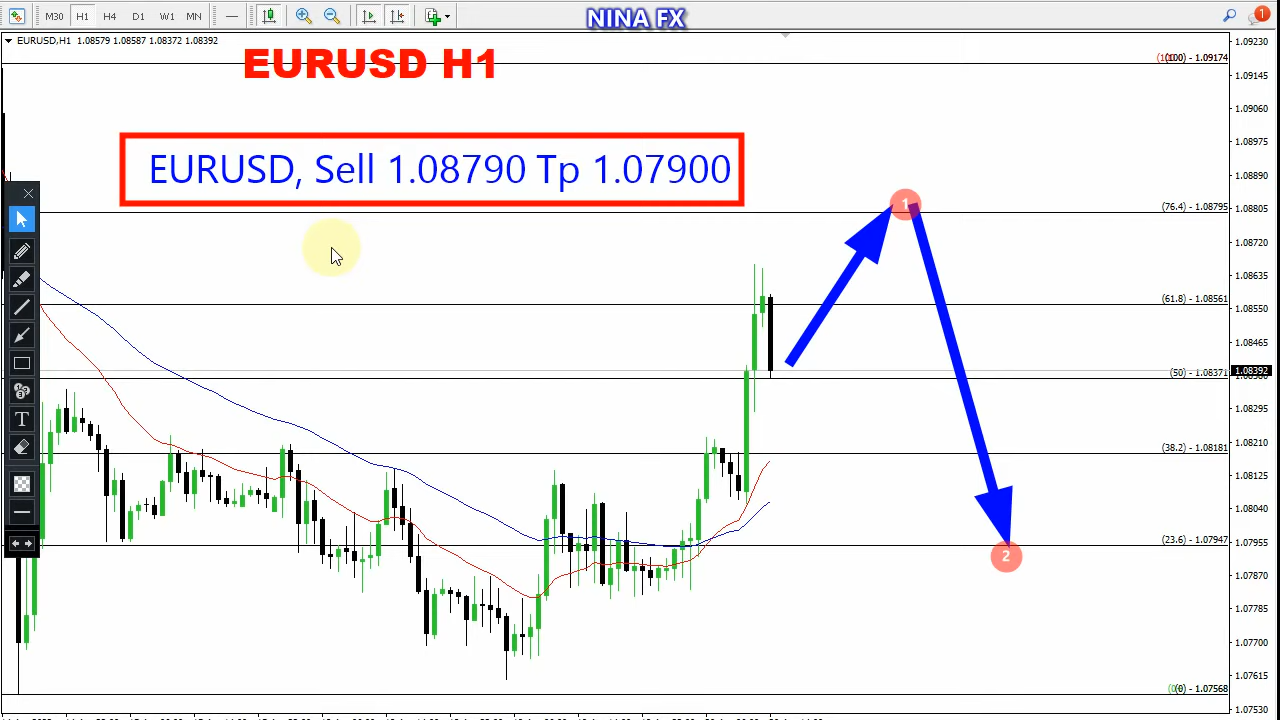 M30 H1 H4 D1 W1 MN
NINA FX
1
EURUSD,H1 1.08579 1.08587 1.08372 1.08392
EURUSD H1
EURUSD, Sell 1.08790 Tp 1.07900
(100) - 1.09174
(76.4) - 1.08795
(61.8) - 1.08561
(50) - 1.08371
(38.2) - 1.08181
(23.6) - 1.07947
(0) - 1.07568
1
2
T
1.09230
1.09145
1.09060
1.08975
1.08890
1.08805
1.08720
1.08635
1.08550
1.08465
1.08392
1.08295
1.08210
1.08125
1.08040
1.07955
1.07870
1.07785
1.07700
1.07615
1.07530